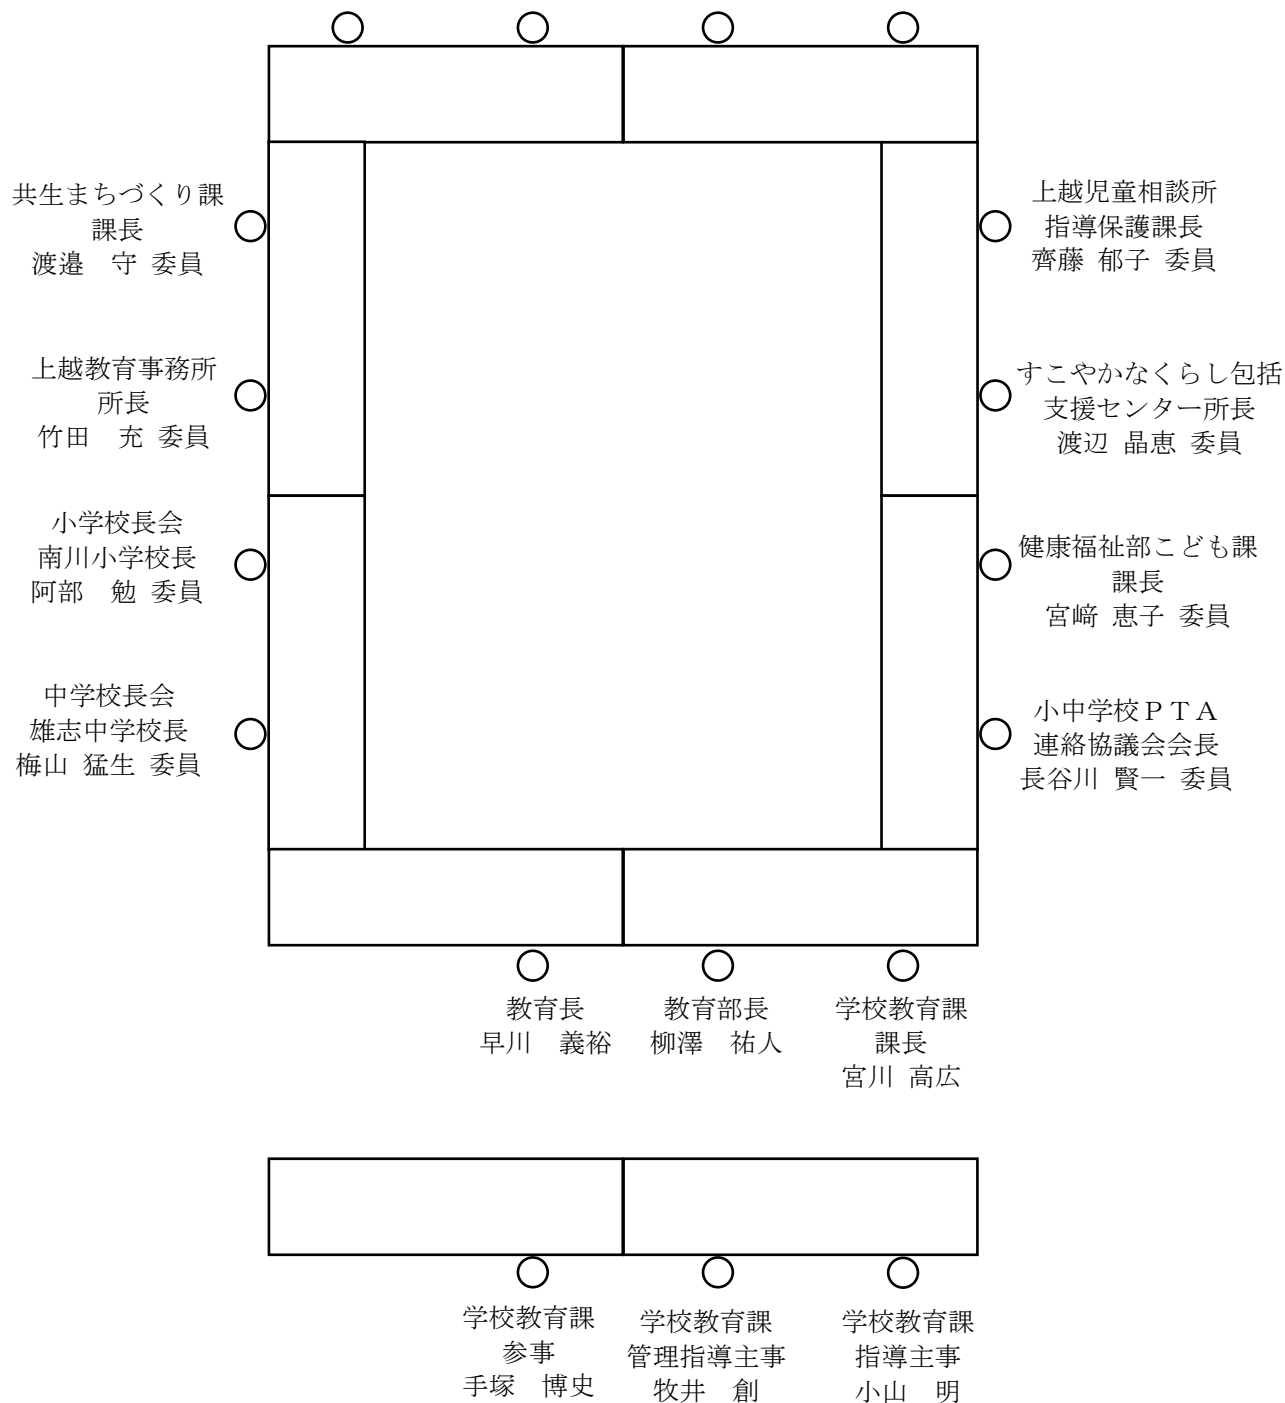 共生まちづくり課
課長
渡邉　守 委員
上越教育事務所
所長
竹田　充 委員
小学校長会
南川小学校長
阿部　勉 委員
中学校長会
雄志中学校長
梅山 猛生 委員
上越児童相談所
指導保護課長
齊藤 郁子 委員
すこやかなくらし包括
支援センター所長
渡辺 晶恵 委員
健康福祉部こども課
課長
宮﨑 恵子 委員
小中学校ＰＴＡ
連絡協議会会長
長谷川 賢一 委員
教育長
早川　義裕
教育部長
柳澤　祐人
学校教育課
課長
宮川 高広
学校教育課
参事
手塚　博史
学校教育課
管理指導主事
牧井　創
学校教育課
指導主事
小山　明